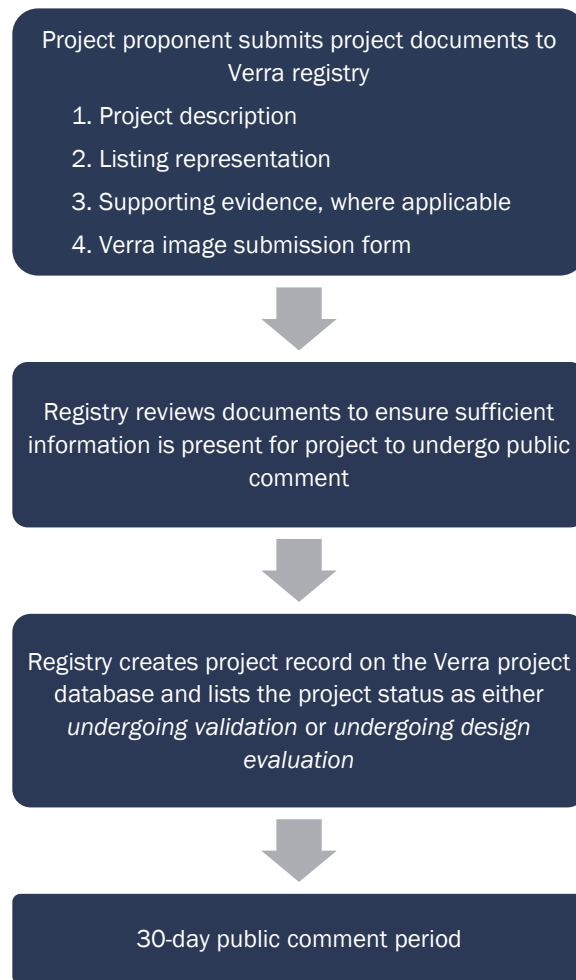 Project proponent submits project documents to
Verra registry
1. Project description
2. Listing representation
3. Supporting evidence, where applicable
4. Verra image submission form
Registry reviews documents to ensure sufficient
information is present for project to undergo public
comment
Registry creates project record on the Verra project
database and lists the project status as either
undergoing validation or undergoing design
evaluation
30-day public comment period